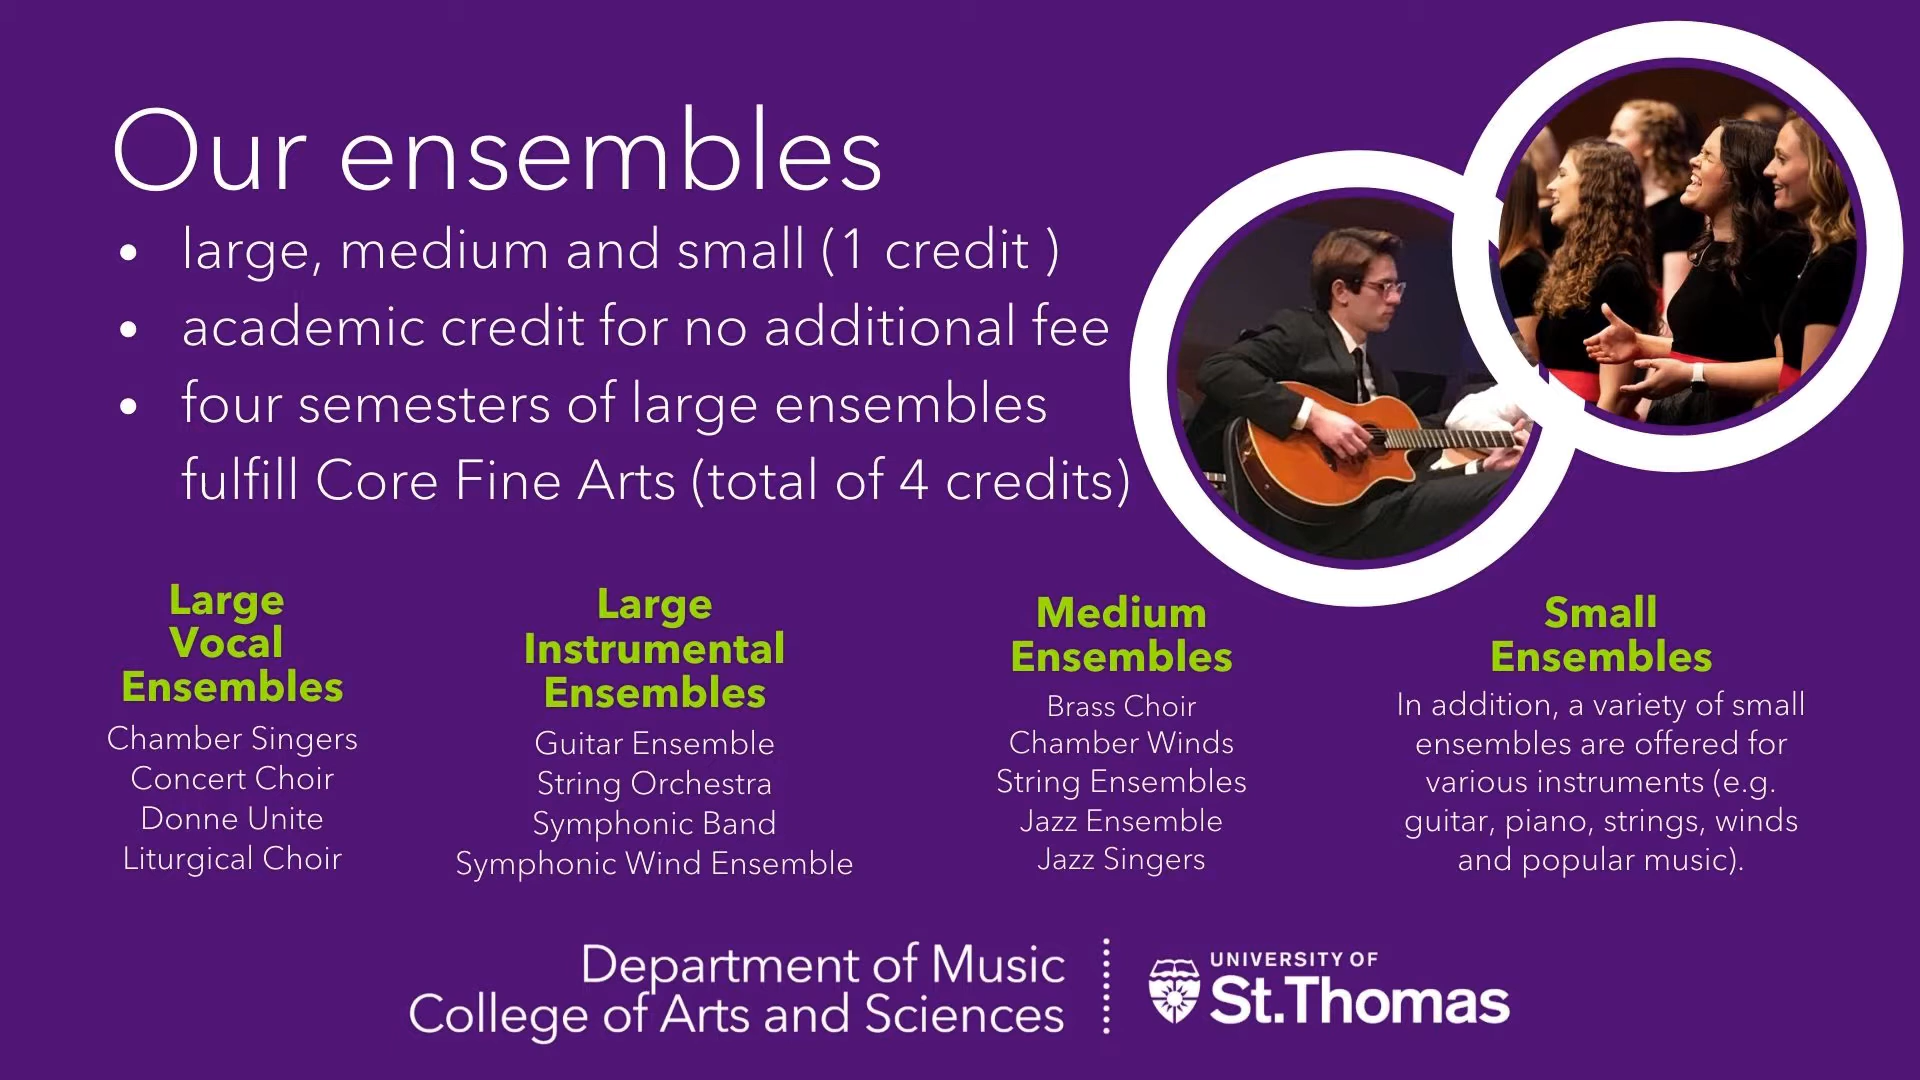 Our ensembles
• large, medium and small (1 credit )
• academic credit for no additional fee
• four semesters of large ensembles
fulfill Core Fine Arts (total of 4 credits)
Large
Vocal
Ensembles
Chamber Singers
Concert Choir
Donne Unite
Liturgical Choir
Large
Instrumental
Ensembles
Guitar Ensemble
String Orchestra
Symphonic Band
Symphonic Wind Ensemble
Medium
Ensembles
Brass Choir
Chamber Winds
String Ensembles
Jazz Ensemble
Jazz Singers
Small
Ensembles
In addition, a variety of small
ensembles are offered for
various instruments (e.g.
guitar, piano, strings, winds
and popular music).
Department of Music
College of Arts and Sciences
UNIVERSITY OF
St.Thomas